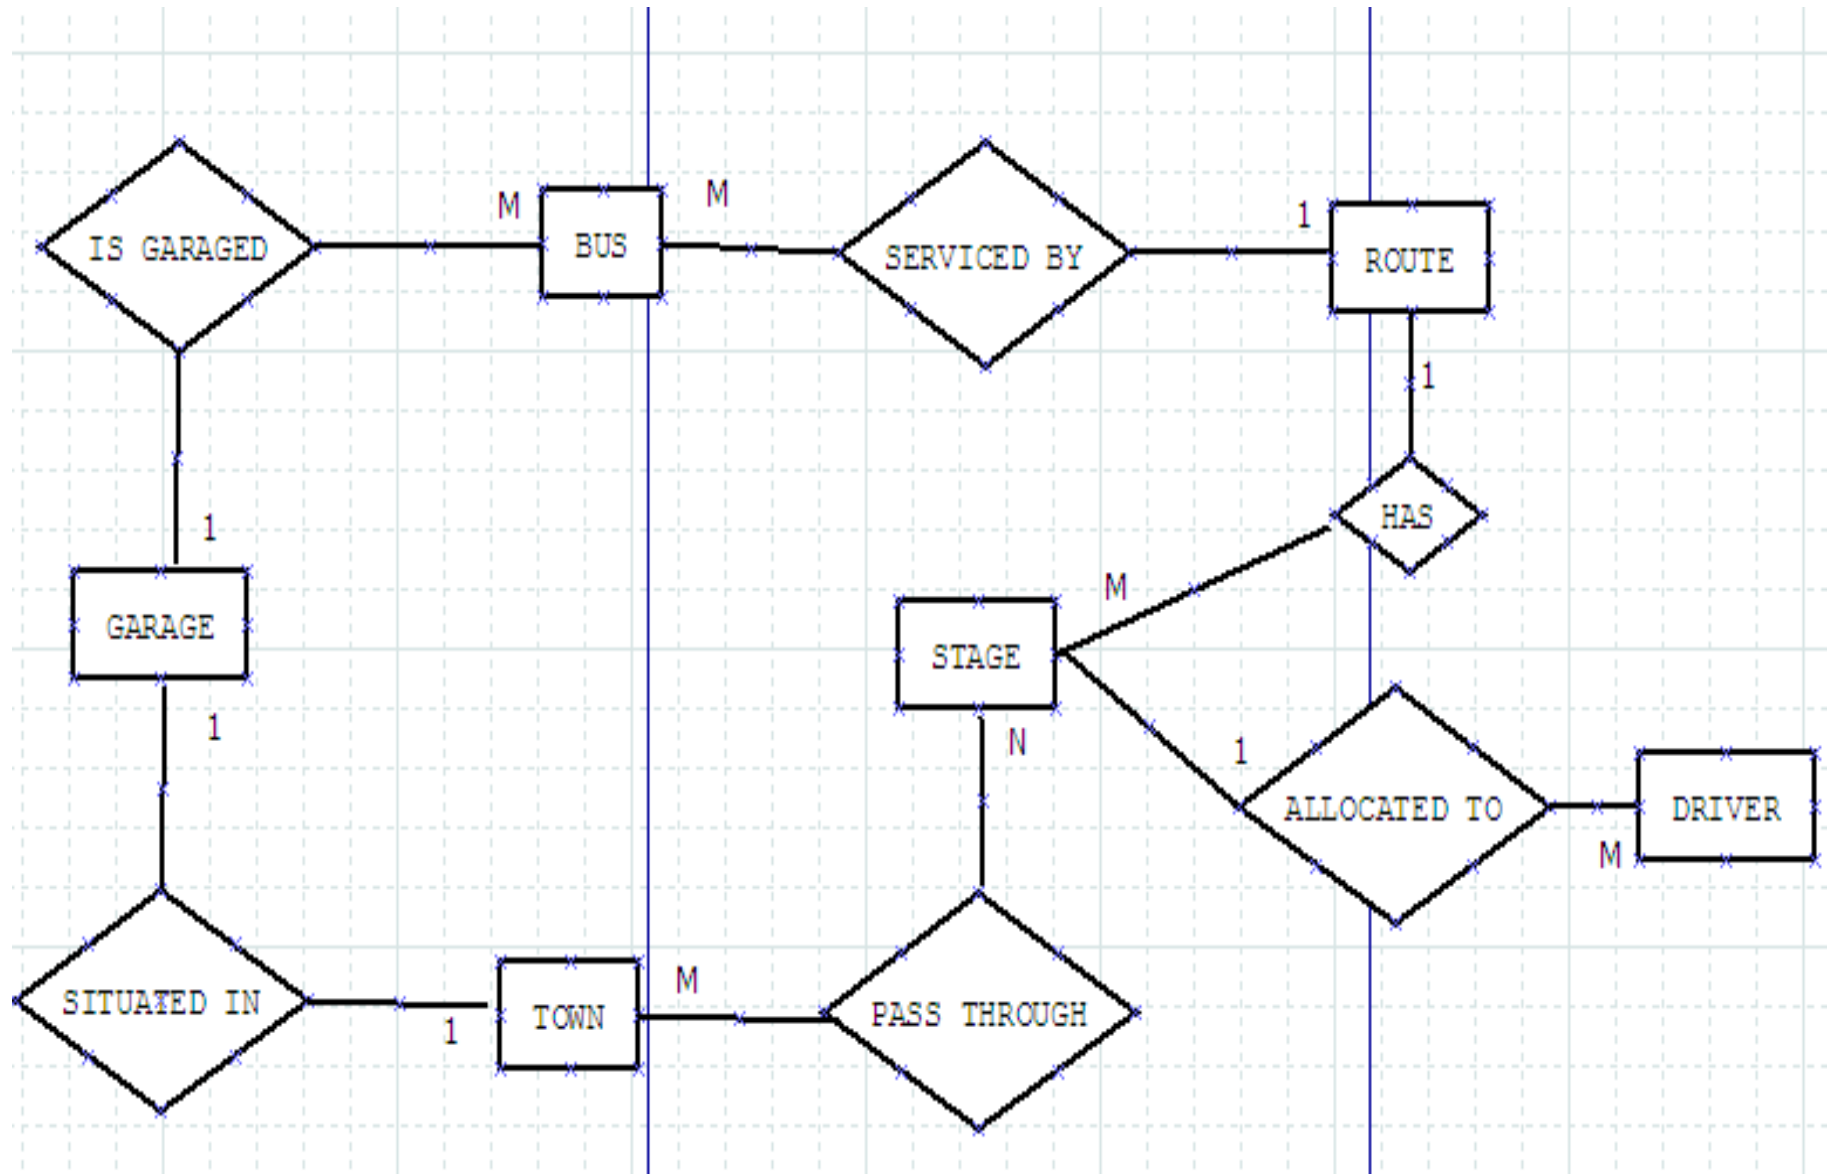 M
M
1
IS GARAGED
BUS
SERVICED BY
ROUTE
1
1
HAS
M
GARAGE
STAGE
1
N
1
ALLOCATED TO
DRIVER
M
M
SITUATED IN
1
TOWN
PASS THROUGH